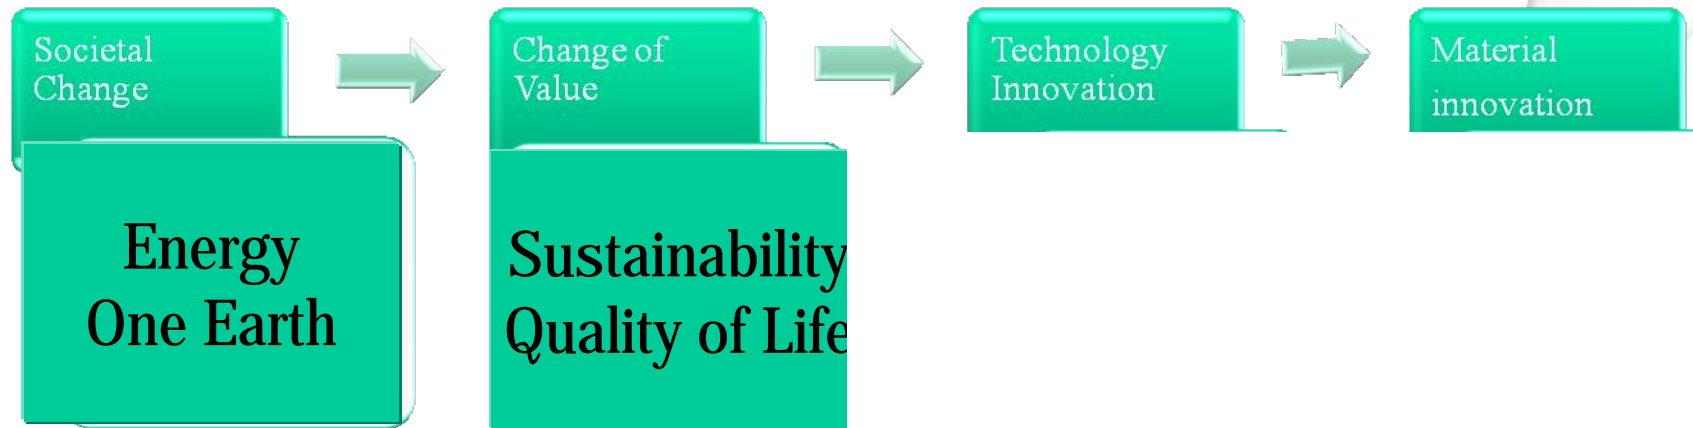 Societal
Change
Change of
Value
Technology
Innovation
Material
innovation
Energy
One Earth
Sustainability
Quality of Life